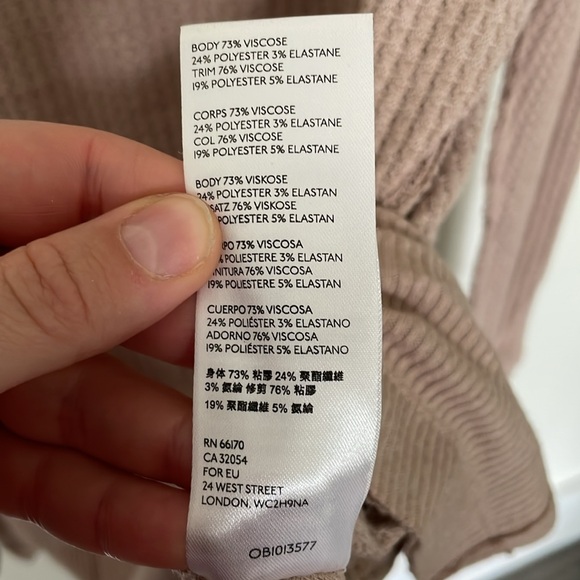 BODY 73% VISCOSE
24% POLYESTER 3% ELASTANE
TRIM 76% VISCOSE
19% POLYESTER 5% ELASTANE
CORPS 73% VISCOSE
24% POLYESTER 3% ELASTANE
COL 76% VISCOSE
19% POLYESTER 5% ELASTANE
BODY 73% VISKOSE
24% POLYESTER 3% ELASTAN
SATZ 76% VISKOSE
POLYESTER 5% ELASTAN
PO 73% VISCOSA
% POLIESTERE 3% ELASTAN
INITURA 76% VISCOSA
19% POLIESTERE 5% ELASTAN
CUERPO 73% VISCOSA
24% POLIÉSTER 3% ELASTANO
ADORNO 76% VISCOSA
19% POLIÉSTER 5% ELASTANO
身体 73% 粘膠 24% 聚酯纖維
3% 氨綸 修剪 76% 粘膠
19% 聚酯纖維 5% 氨綸
RN 66170
CA 32054
FOR EU
24 WEST STREET
LONDON, WC2H9NA
OB1013577